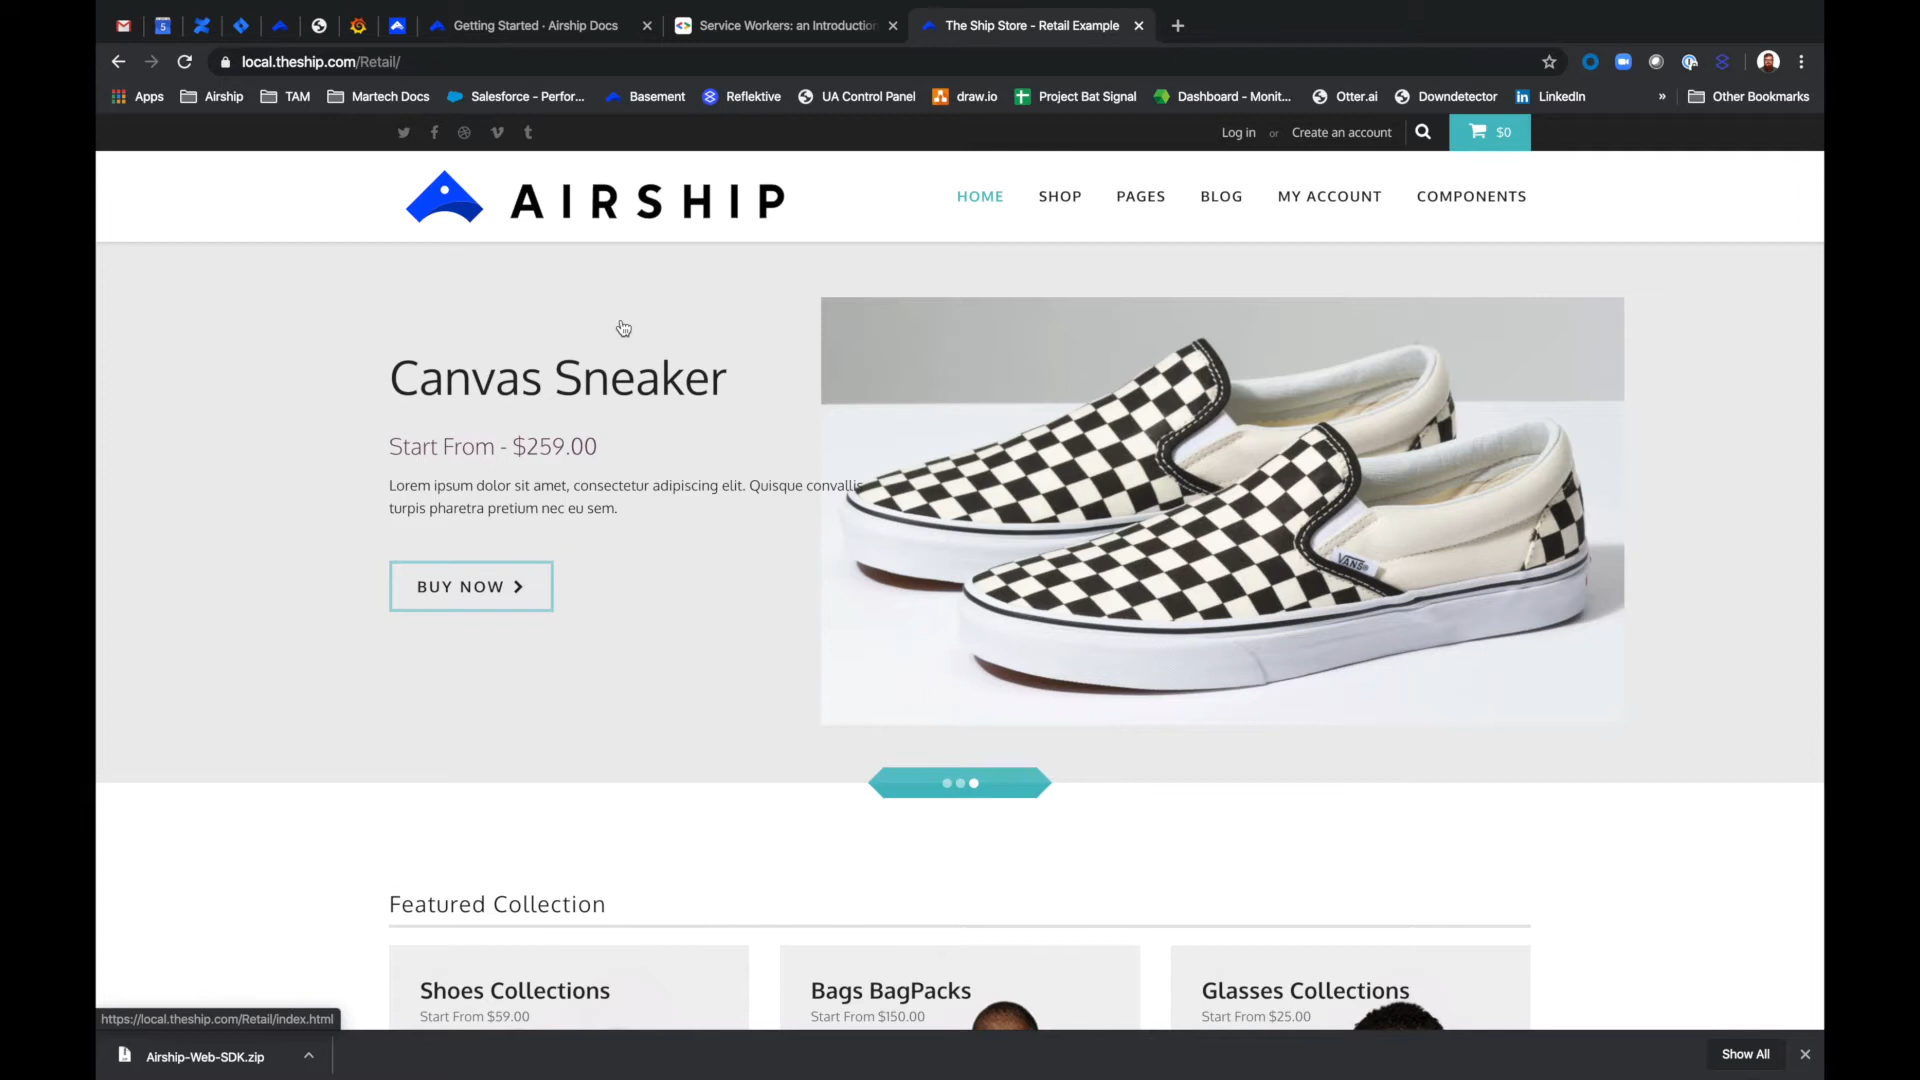 5
Getting Started · Airship Docs
Service Workers: an Introduction
The Ship Store - Retail Example
local.theship.com/Retail/
Apps
Airship
TAM
Martech Docs
Salesforce - Perfor...
Basement
Reflektive
UA Control Panel
draw.io
Project Bat Signal
Dashboard - Monit...
Otter.ai
Downdetector
LinkedIn
»
Other Bookmarks
Log in or Create an account
$0
AIRSHIP
HOME
SHOP
PAGES
BLOG
MY ACCOUNT
COMPONENTS
Canvas Sneaker
Start From - $259.00
Lorem ipsum dolor sit amet, consectetur adipiscing elit. Quisque convallis
turpis pharetra pretium nec eu sem.
VANS
BUY NOW
Featured Collection
Shoes Collections
Start From $59.00
Bags BagPacks
Start From $150.00
Glasses Collections
Start From $25.00
https://local.theship.com/Retail/index.html
Airship-Web-SDK.zip
Show All